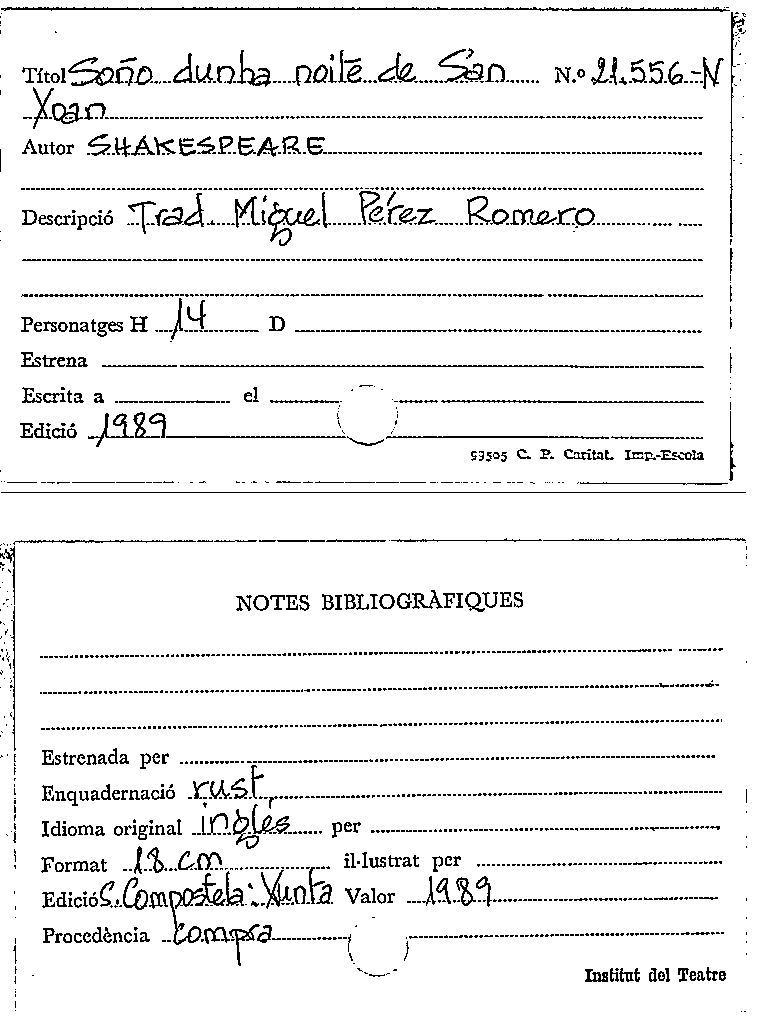 Títol Soño dunha noite de San N.º 21.556-N
Xoan
Autor SHAKESPEARE
Descripció Trad. Miguel Pérez Romero
Personatges H 14 D
Estrena
Escrita a el
Edició 1989
99505 C. P. Caritat. Imp.-Escola
NOTES BIBLIOGRÀFIQUES
Estrenada per
Enquadernació rust.
Idioma original inglés per
Format 18 cm il·lustrat per
Edició S. Compostela: Xunta Valor 1989
Procedència compra
Institut del Teatre